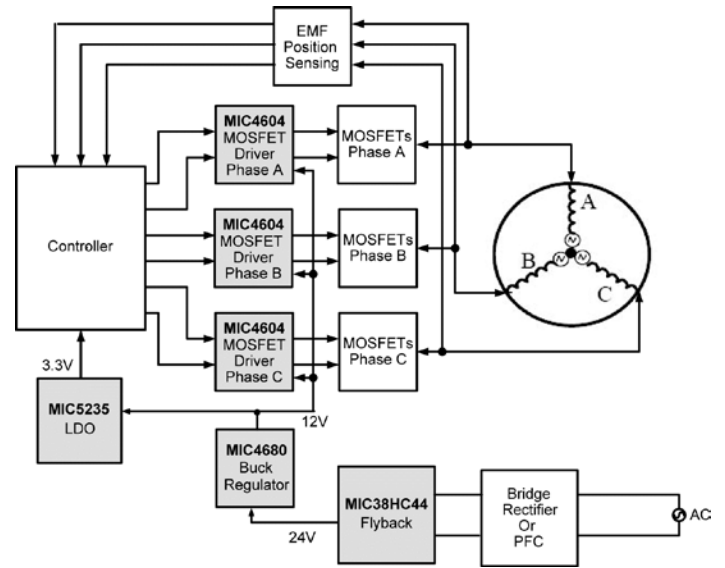 EMF
Position
Sensing
MIC4604
MOSFET
Driver
Phase A
MOSFETs
Phase A
Controller
MIC4604
MOSFET
Driver
Phase B
MOSFETs
Phase B
A
B
C
MIC4604
MOSFET
Driver
Phase C
MOSFETs
Phase C
3.3V
MIC5235
LDO
12V
MIC4680
Buck
Regulator
24V
MIC38HC44
Flyback
Bridge
Rectifier
Or
PFC
AC